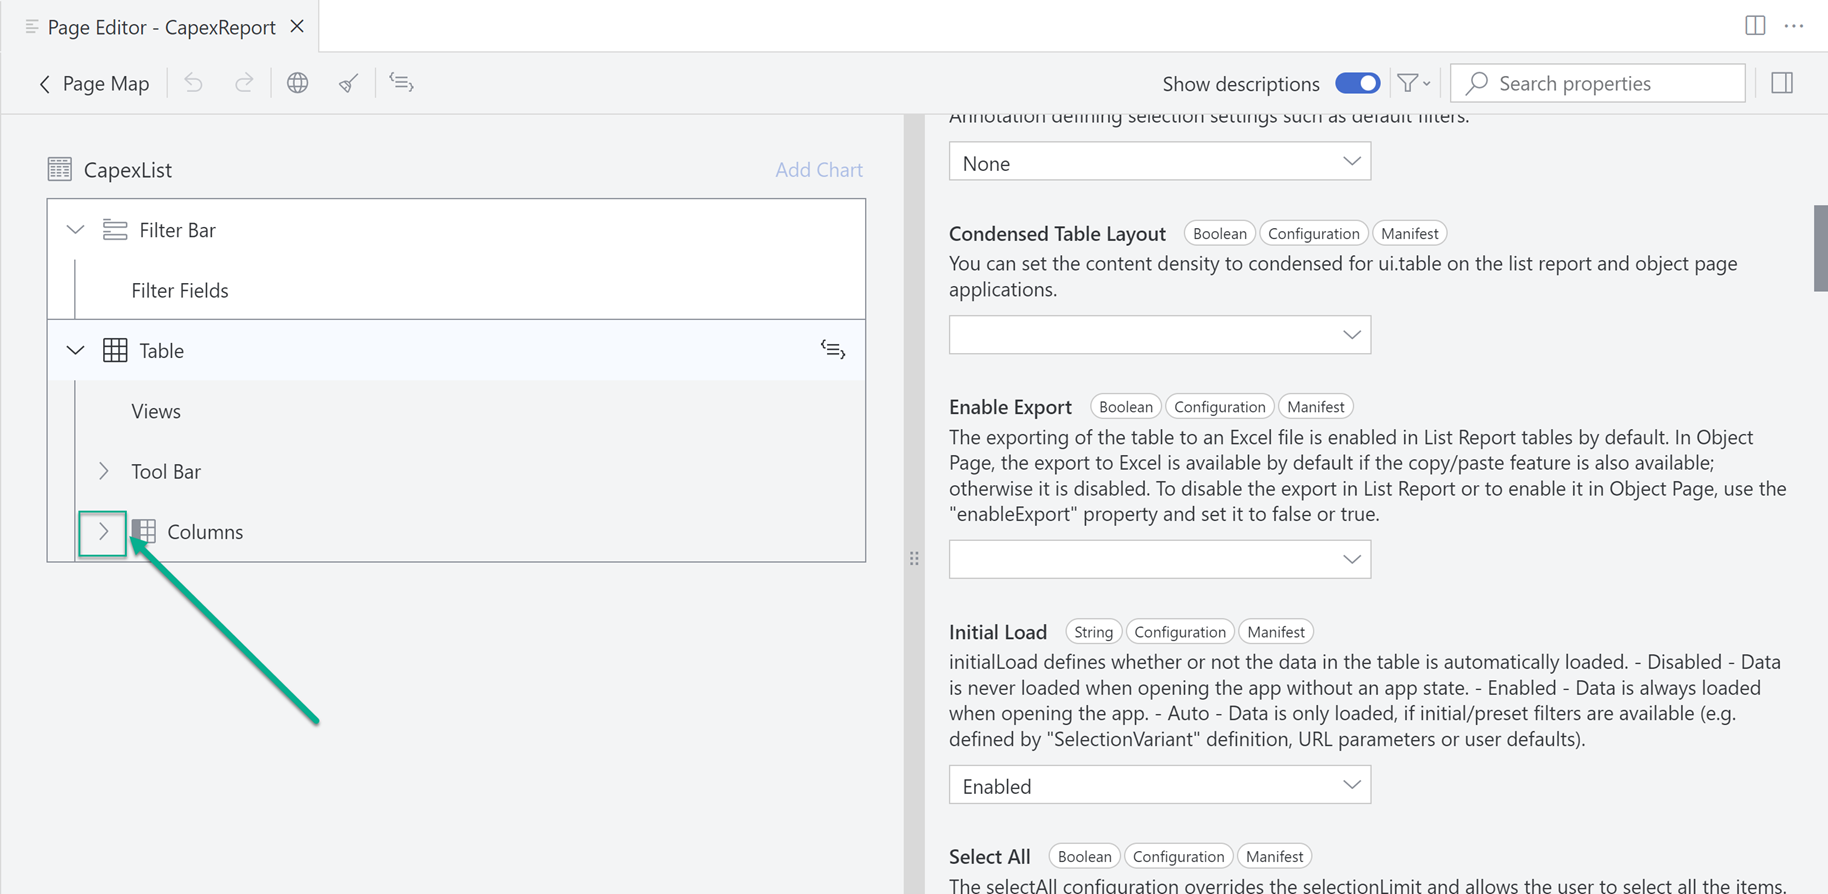 Page Editor - CapexReport
Page Map
Show descriptions
Search properties
CapexList
Add Chart
Filter Bar
Filter Fields
Table
Views
Tool Bar
Columns
Annotation defining selection settings such as default filters.
None
Condensed Table Layout Boolean Configuration Manifest
You can set the content density to condensed for ui.table on the list report and object page
applications.
Enable Export Boolean Configuration Manifest
The exporting of the table to an Excel file is enabled in List Report tables by default. In Object
Page, the export to Excel is available by default if the copy/paste feature is also available;
otherwise it is disabled. To disable the export in List Report or to enable it in Object Page, use the
"enableExport" property and set it to false or true.
Initial Load String Configuration Manifest
initialLoad defines whether or not the data in the table is automatically loaded. - Disabled - Data
is never loaded when opening the app without an app state. - Enabled - Data is always loaded
when opening the app. - Auto - Data is only loaded, if initial/preset filters are available (e.g.
defined by "SelectionVariant" definition, URL parameters or user defaults).
Enabled
Select All Boolean Configuration Manifest
The selectAll configuration overrides the selectionLimit and allows the user to select all the items.